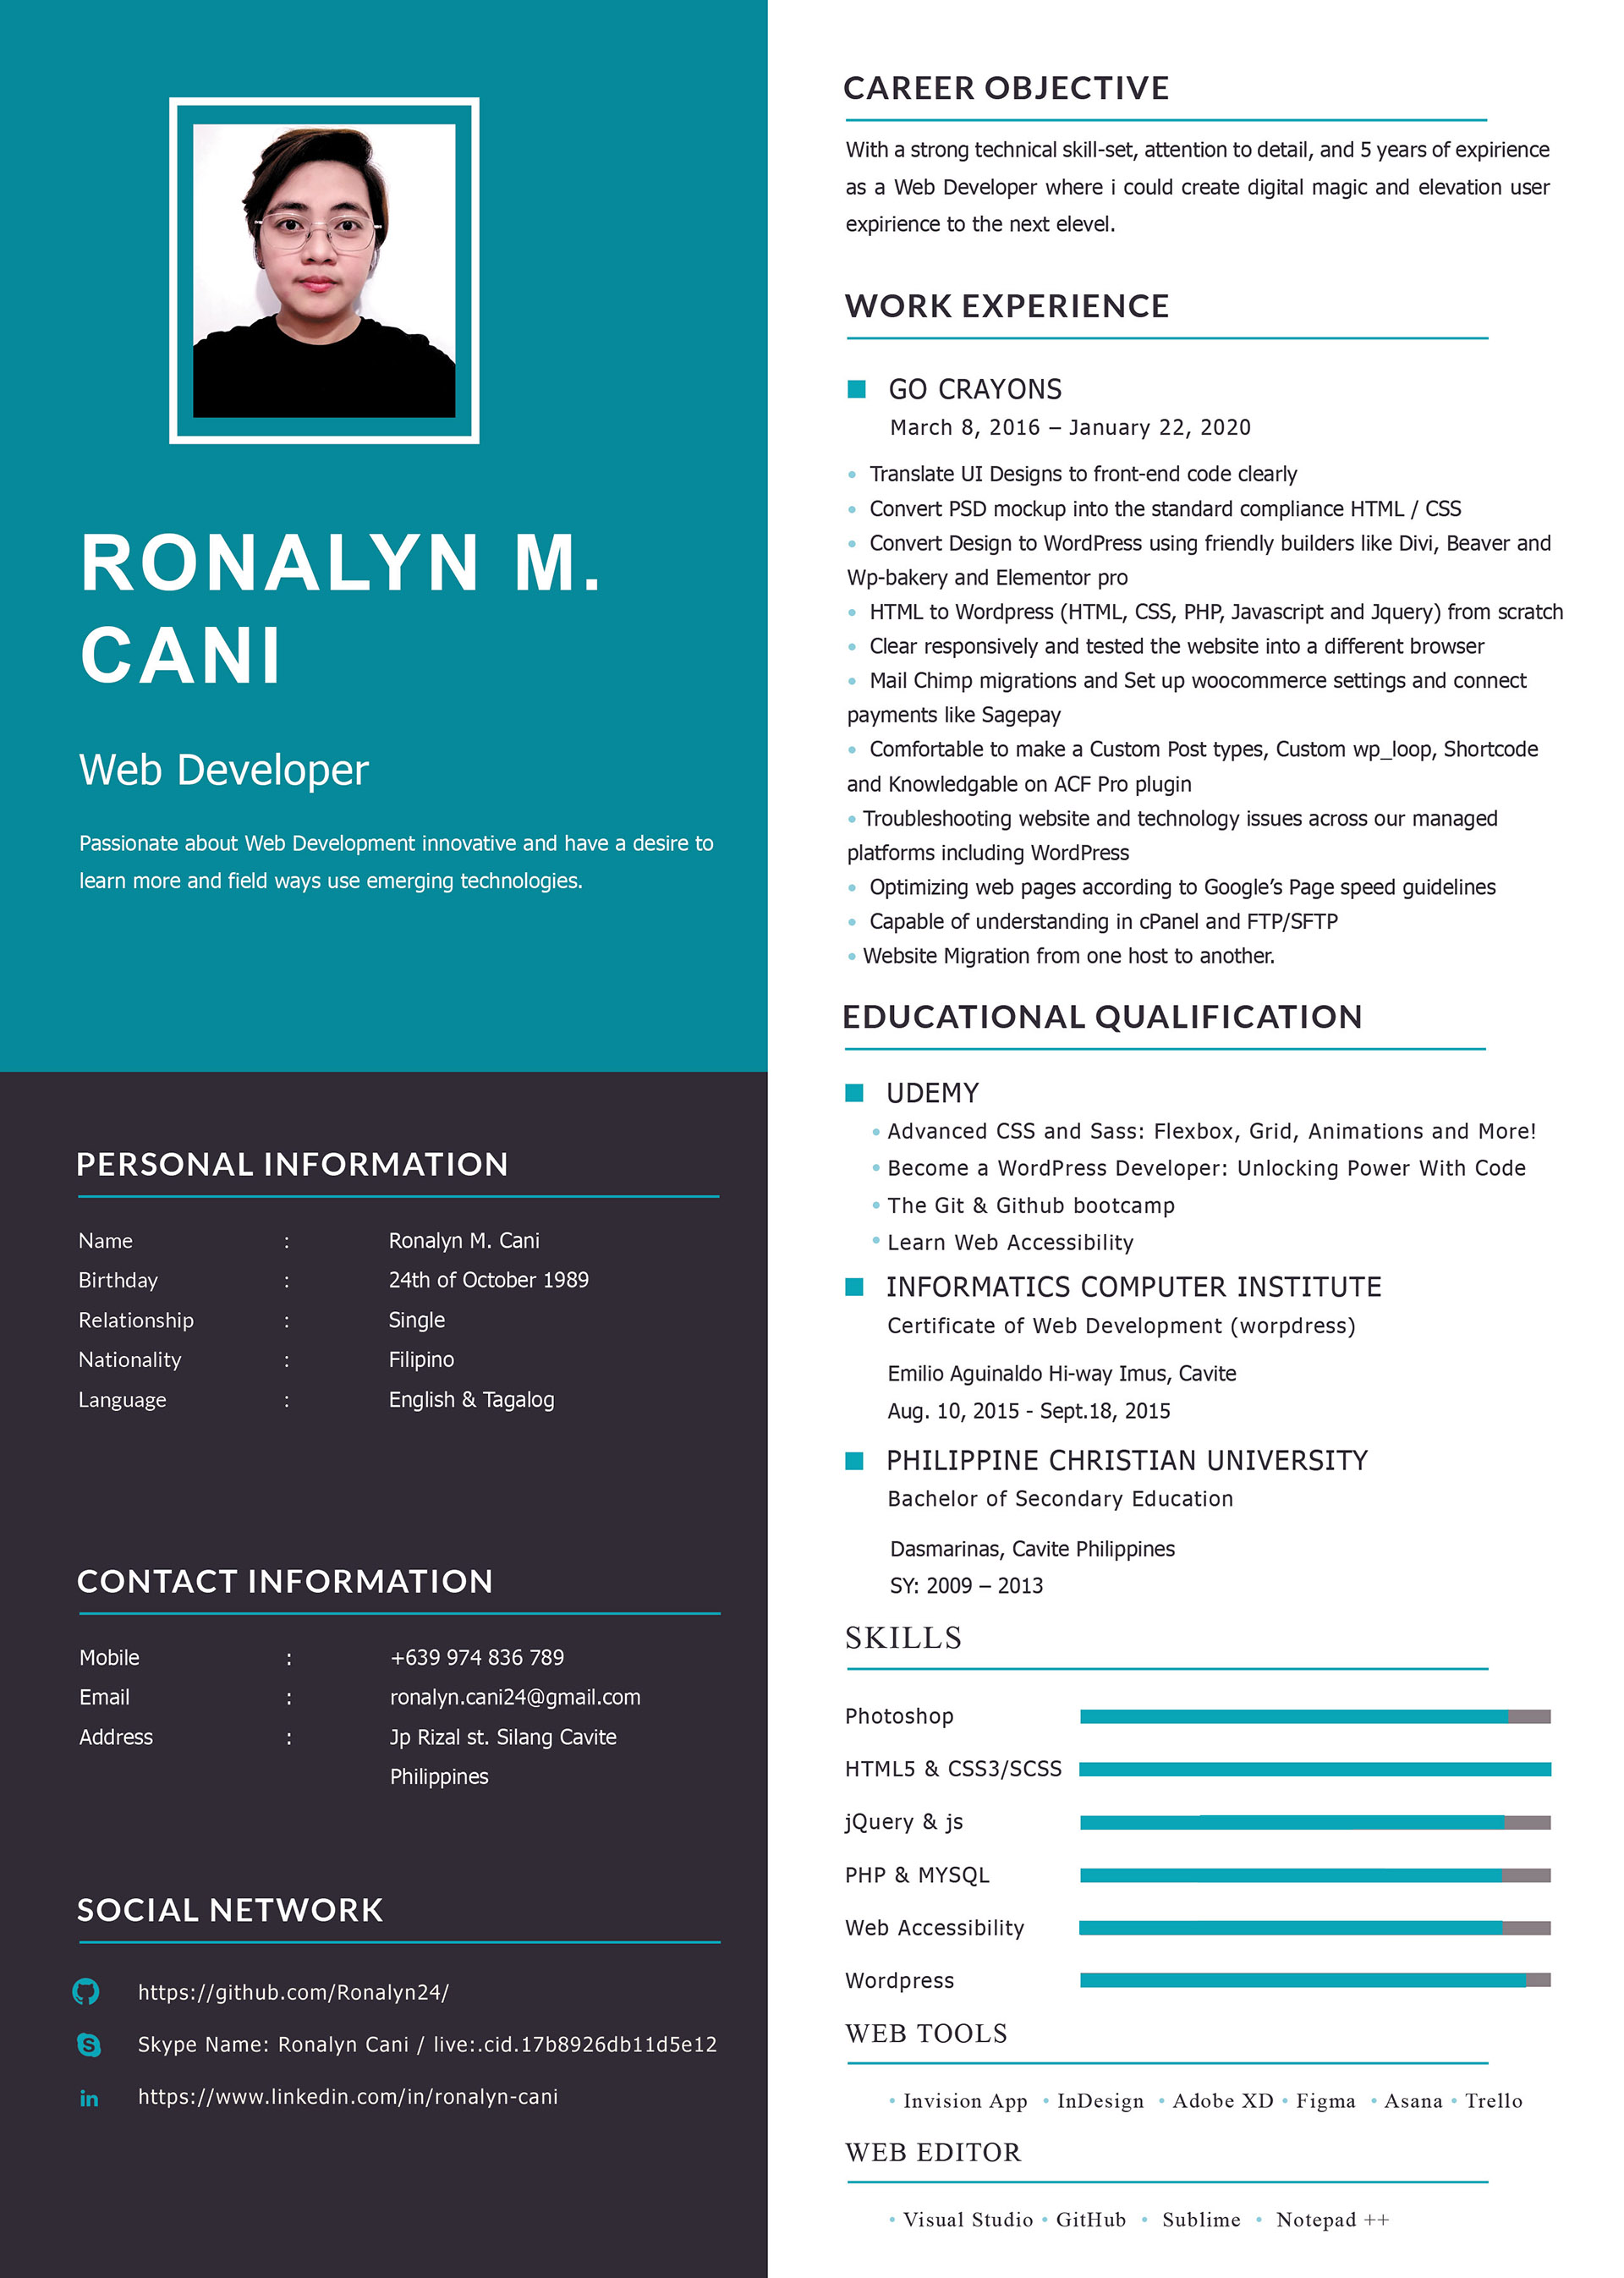 RONALYN M.
CANI
Web Developer
Passionate about Web Development innovative and have a desire to
learn more and field ways use emerging technologies.
PERSONAL INFORMATION
Name : Ronalyn M. Cani
Birthday : 24th of October 1989
Relationship : Single
Nationality : Filipino
Language : English & Tagalog
CONTACT INFORMATION
Mobile : +639 974 836 789
Email : ronalyn.cani24@gmail.com
Address : Jp Rizal st. Silang Cavite
Philippines
SOCIAL NETWORK
https://github.com/Ronalyn24/
Skype Name: Ronalyn Cani / live:.cid.17b8926db11d5e12
in https://www.linkedin.com/in/ronalyn-cani
CAREER OBJECTIVE
With a strong technical skill-set, attention to detail, and 5 years of expirience
as a Web Developer where i could create digital magic and elevation user
expirience to the next elevel.
WORK EXPERIENCE
GO CRAYONS
March 8, 2016 – January 22, 2020
• Translate UI Designs to front-end code clearly
• Convert PSD mockup into the standard compliance HTML / CSS
• Convert Design to WordPress using friendly builders like Divi, Beaver and
Wp-bakery and Elementor pro
• HTML to Wordpress (HTML, CSS, PHP, Javascript and Jquery) from scratch
• Clear responsively and tested the website into a different browser
• Mail Chimp migrations and Set up woocommerce settings and connect
payments like Sagepay
• Comfortable to make a Custom Post types, Custom wp_loop, Shortcode
and Knowledgable on ACF Pro plugin
• Troubleshooting website and technology issues across our managed
platforms including WordPress
• Optimizing web pages according to Google’s Page speed guidelines
• Capable of understanding in cPanel and FTP/SFTP
• Website Migration from one host to another.
EDUCATIONAL QUALIFICATION
UDEMY
• Advanced CSS and Sass: Flexbox, Grid, Animations and More!
• Become a WordPress Developer: Unlocking Power With Code
• The Git & Github bootcamp
• Learn Web Accessibility
INFORMATICS COMPUTER INSTITUTE
Certificate of Web Development (worpdress)
Emilio Aguinaldo Hi-way Imus, Cavite
Aug. 10, 2015 - Sept.18, 2015
PHILIPPINE CHRISTIAN UNIVERSITY
Bachelor of Secondary Education
Dasmarinas, Cavite Philippines
SY: 2009 – 2013
SKILLS
Photoshop
HTML5 & CSS3/SCSS
jQuery & js
PHP & MYSQL
Web Accessibility
Wordpress
WEB TOOLS
• Invision App • InDesign • Adobe XD • Figma • Asana • Trello
WEB EDITOR
• Visual Studio • GitHub • Sublime • Notepad ++